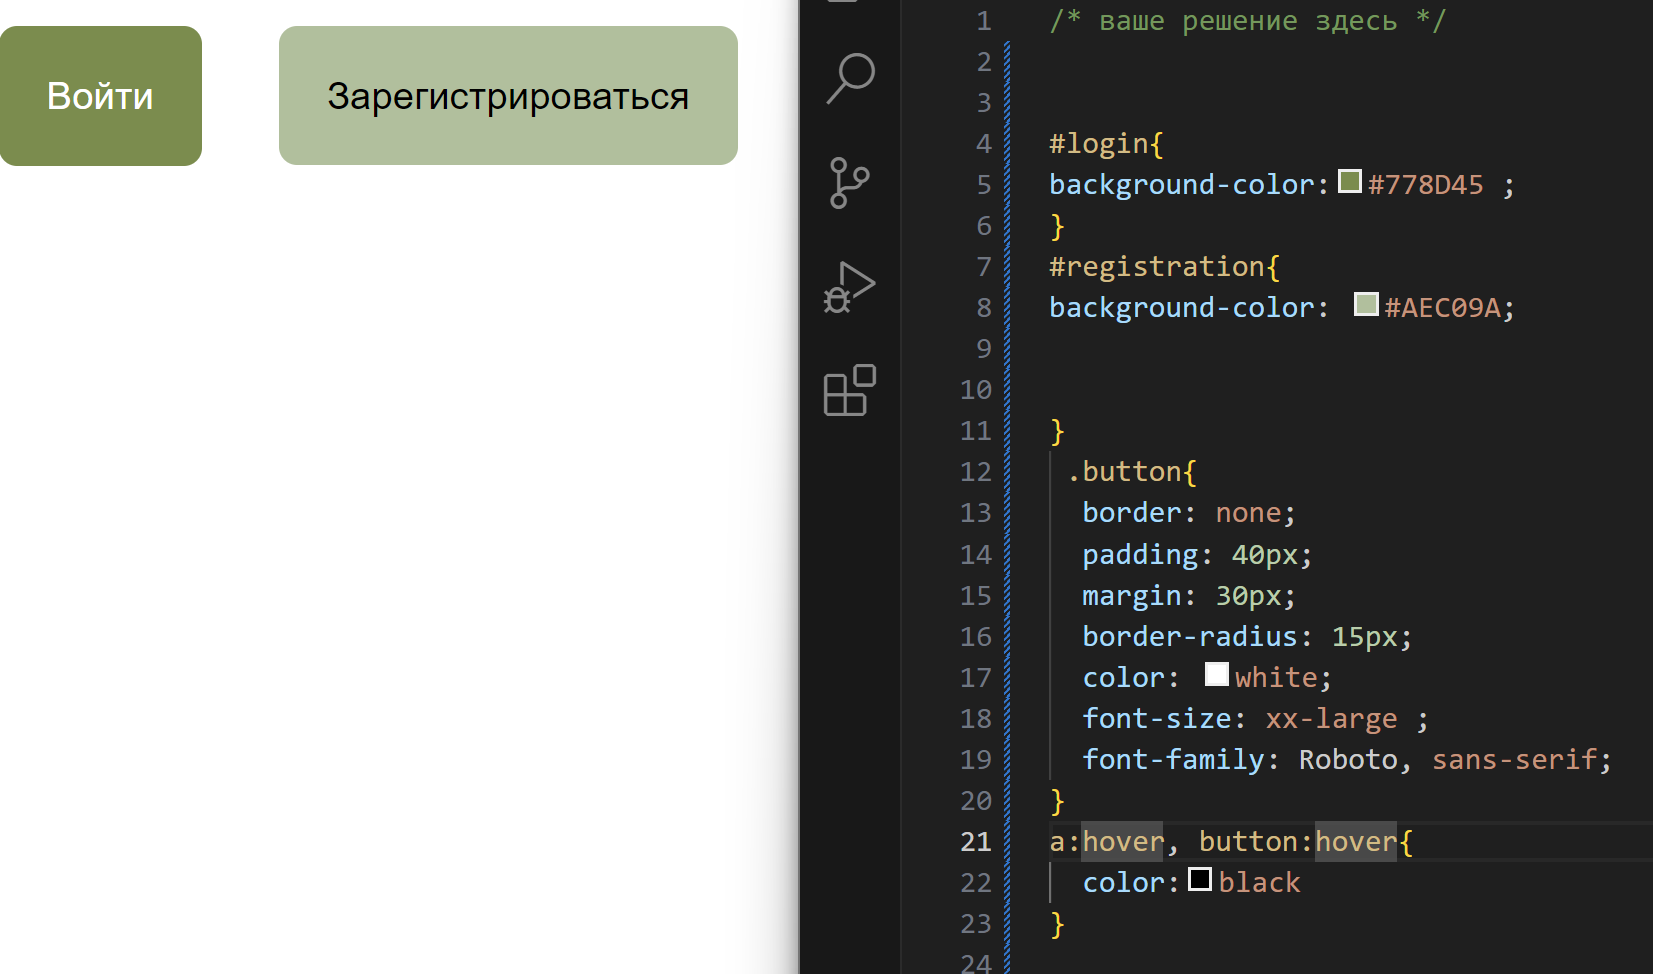 Войти
Зарегистрироваться
1 /* ваше решение здесь */
2
3
4 #login{
5 background-color: #778D45 ;
6 }
7 #registration{
8 background-color: #AEC09A;
9
10
11 }
12 .button{
13 border: none;
14 padding: 40px;
15 margin: 30px;
16 border-radius: 15px;
17 color: white;
18 font-size: xx-large ;
19 font-family: Roboto, sans-serif;
20 }
21 a:hover, button:hover{
22 color: black
23 }
24